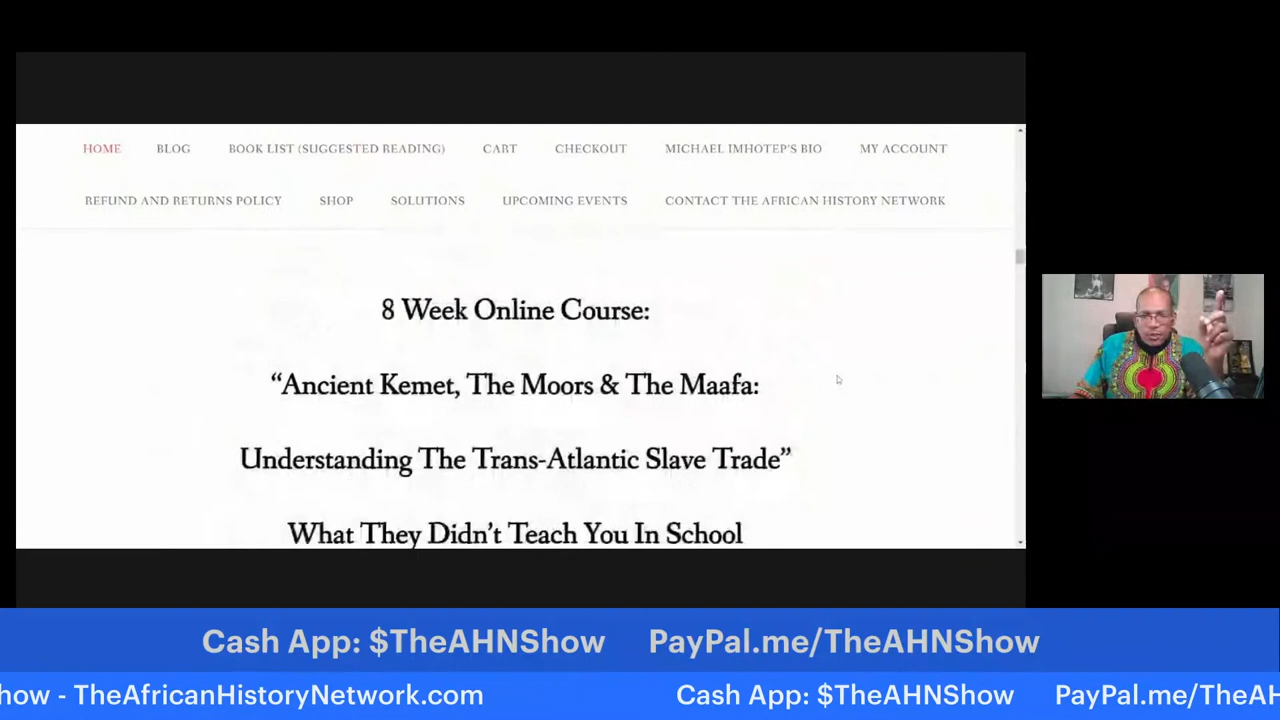 HOME BLOG BOOK LIST (SUGGESTED READING) CART CHECKOUT MICHAEL IMHOTEP'S BIO MY ACCOUNT
REFUND AND RETURNS POLICY SHOP SOLUTIONS UPCOMING EVENTS CONTACT THE AFRICAN HISTORY NETWORK
8 Week Online Course:
“Ancient Kemet, The Moors & The Maafa:
Understanding The Trans-Atlantic Slave Trade”
What They Didn’t Teach You In School
Cash App: $TheAHNShow PayPal.me/TheAHNShow
how - TheAfricanHistoryNetwork.com Cash App: $TheAHNShow PayPal.me/TheAH